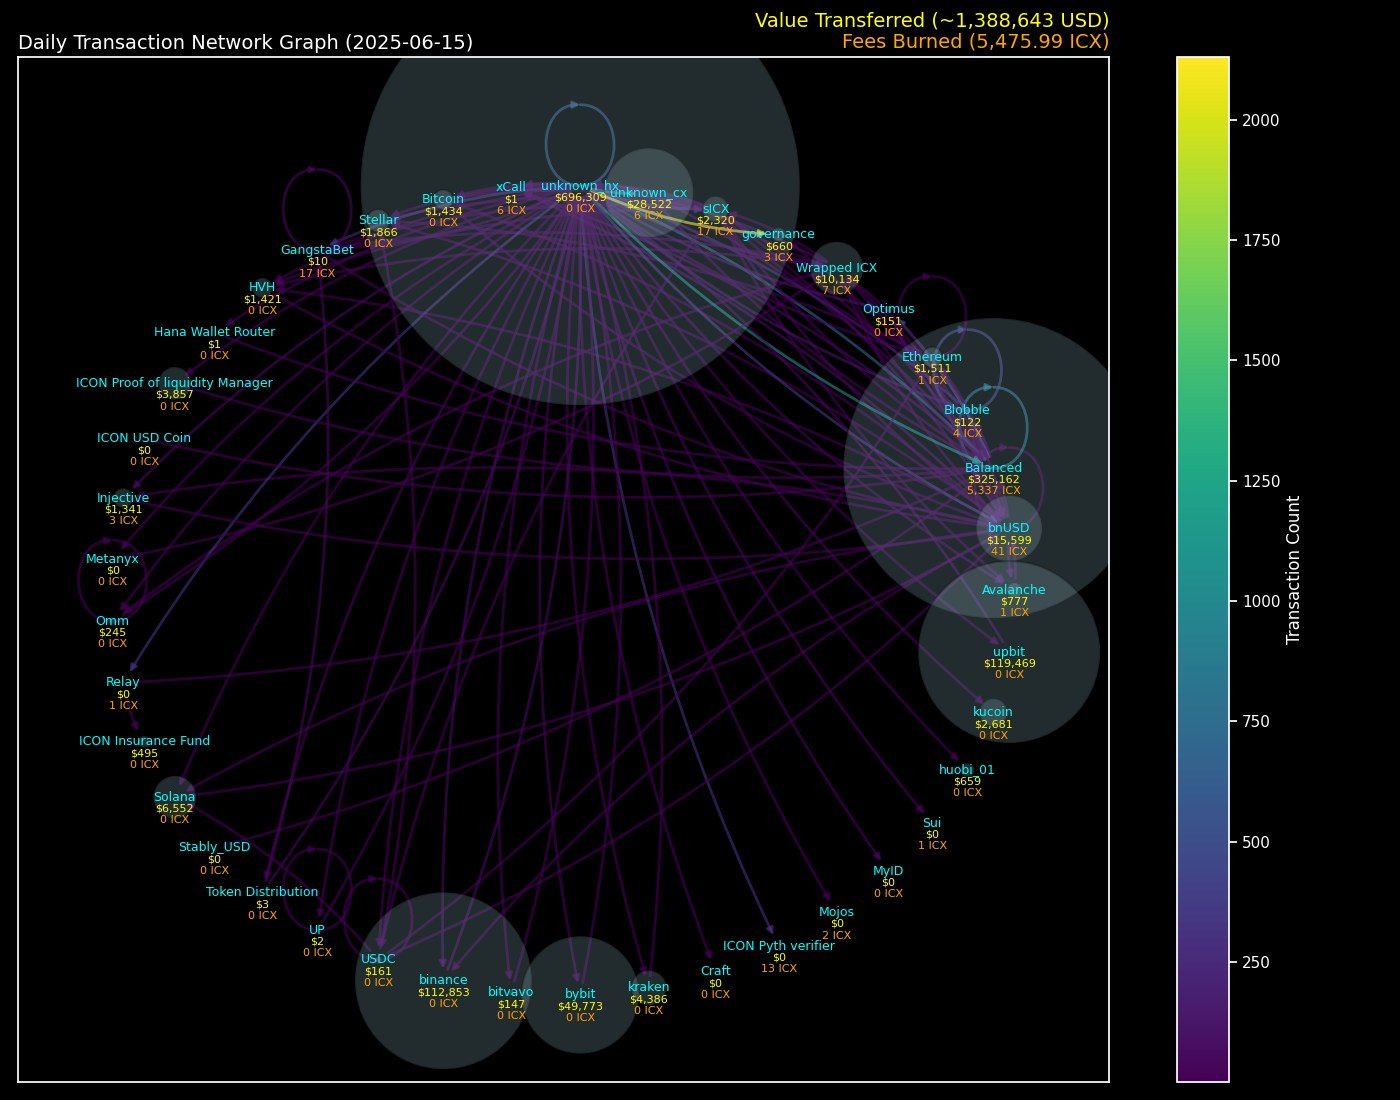 Value Transferred (~1,388,643 USD)
Daily Transaction Network Graph (2025-06-15)
Fees Burned (5,475.99 ICX)
unknown_hx
$696,309
0 ICX
unknown_cx
$28,522
6 ICX
sICX
$2,320
17 ICX
governance
$660
3 ICX
Wrapped ICX
$10,134
7 ICX
Optimus
$151
0 ICX
Ethereum
$1,511
1 ICX
Blobble
$122
4 ICX
Balanced
$325,162
5,337 ICX
bnUSD
$15,599
41 ICX
Avalanche
$777
1 ICX
upbit
$119,469
0 ICX
kucoin
$2,681
0 ICX
huobi_01
$659
0 ICX
Sui
$0
1 ICX
MyID
$0
0 ICX
Mojos
$0
2 ICX
ICON Pyth verifier
$0
13 ICX
Craft
$0
0 ICX
kraken
$4,386
0 ICX
bybit
$49,773
0 ICX
bitvavo
$147
0 ICX
binance
$112,853
0 ICX
USDC
$161
0 ICX
UP
$2
0 ICX
Token Distribution
$3
0 ICX
Stably_USD
$0
0 ICX
Solana
$6,552
0 ICX
ICON Insurance Fund
$495
0 ICX
Relay
$0
1 ICX
Omm
$245
0 ICX
Metanyx
$0
0 ICX
Injective
$1,341
3 ICX
ICON USD Coin
$0
0 ICX
ICON Proof of liquidity Manager
$3,857
0 ICX
Hana Wallet Router
$1
0 ICX
HVH
$1,421
0 ICX
GangstaBet
$10
17 ICX
Stellar
$1,866
0 ICX
Bitcoin
$1,434
0 ICX
xCall
$1
6 ICX
2000
1750
1500
1250
1000
750
500
250
Transaction Count